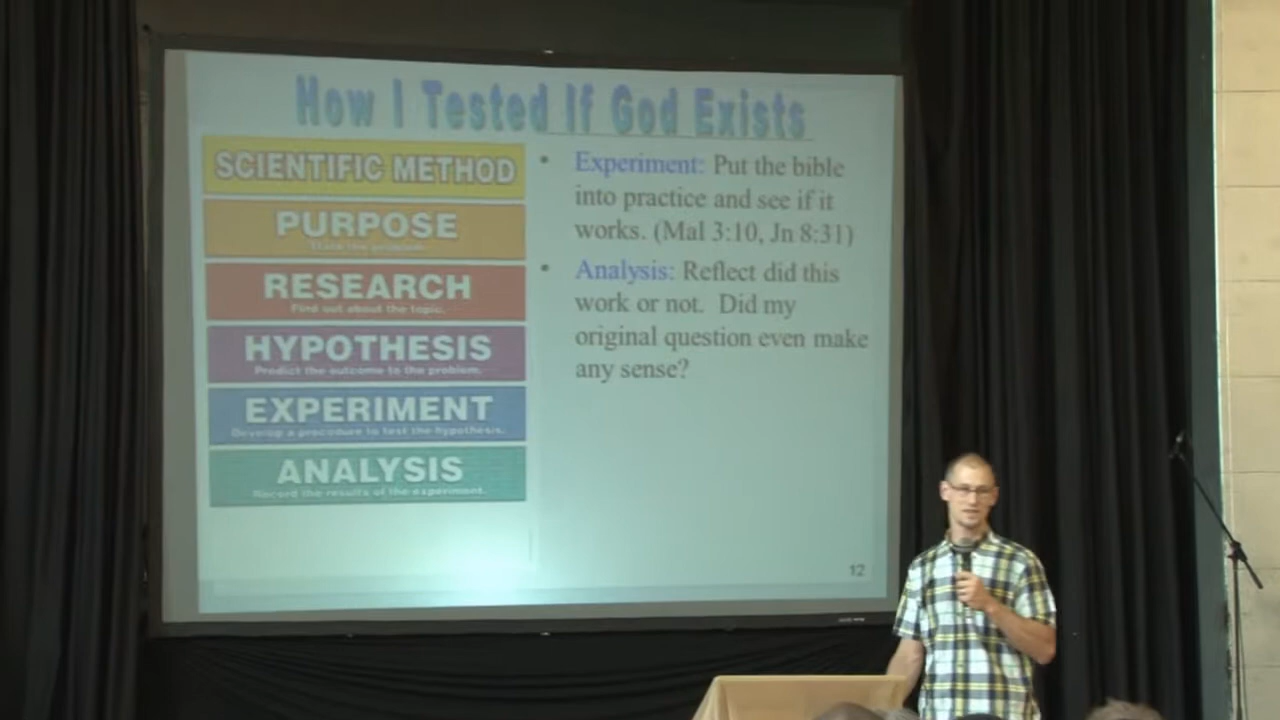 How I Tested If God Exists
SCIENTIFIC METHOD
PURPOSE
State the problem.
RESEARCH
Find out about the topic.
HYPOTHESIS
Predict the outcome to the problem.
EXPERIMENT
Develop a procedure to test the hypothesis.
ANALYSIS
Record the results of the experiment.
• Experiment: Put the bible
into practice and see if it
works. (Mal 3:10, Jn 8:31)
• Analysis: Reflect did this
work or not. Did my
original question even make
any sense?
12